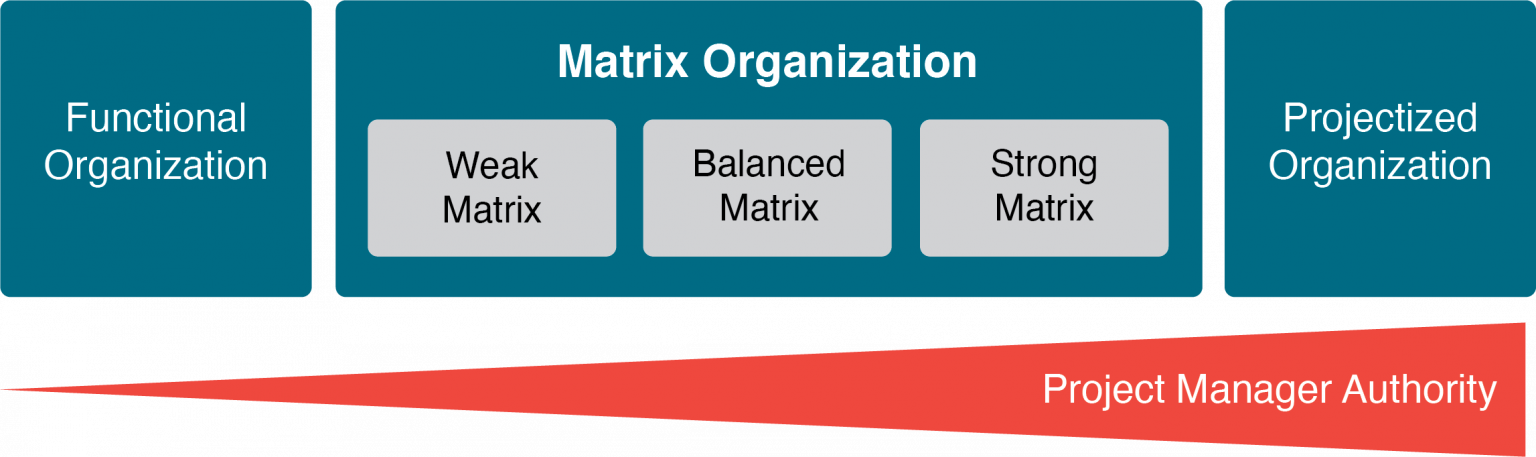 Functional
Organization
Matrix Organization
Weak
Matrix
Balanced
Matrix
Strong
Matrix
Projectized
Organization
Project Manager Authority